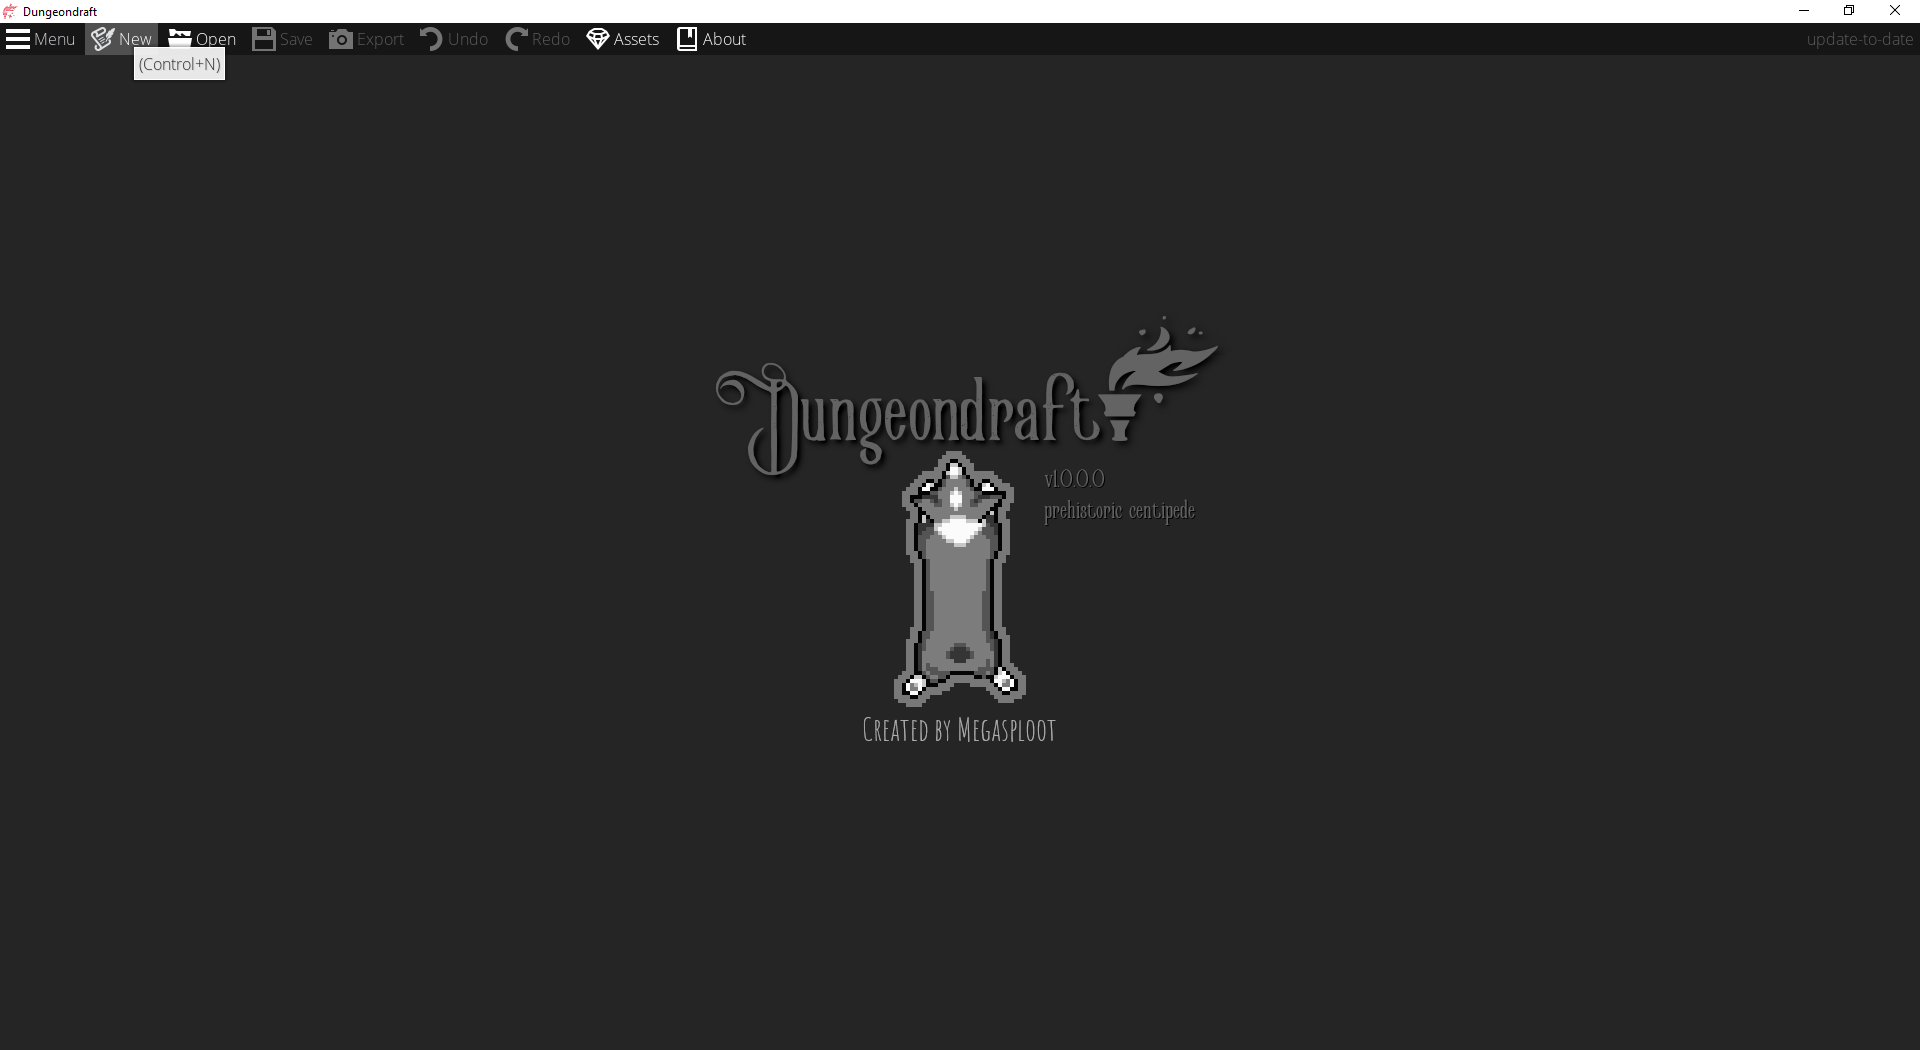 Dungeondraft
Menu New Open Save Export Undo Redo Assets About update-to-date
(Control+N)
Dungeondraft
v1.0.0.0
prehistoric centipede
Created by Megasploot